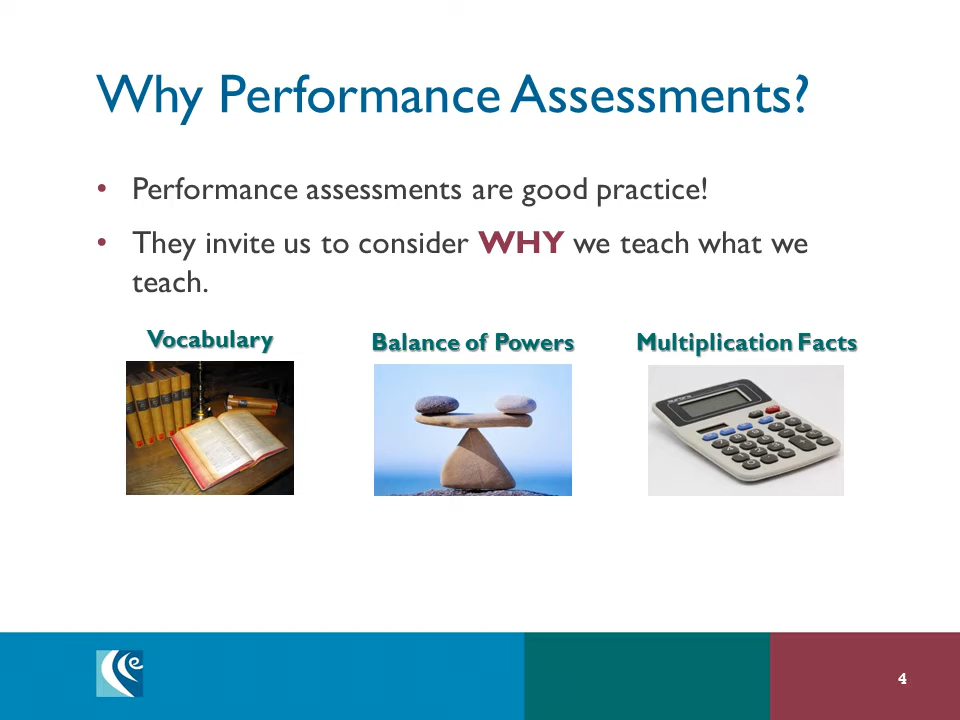 Why Performance Assessments?
• Performance assessments are good practice!
• They invite us to consider WHY we teach what we
teach.
Vocabulary
Balance of Powers
Multiplication Facts
e
4